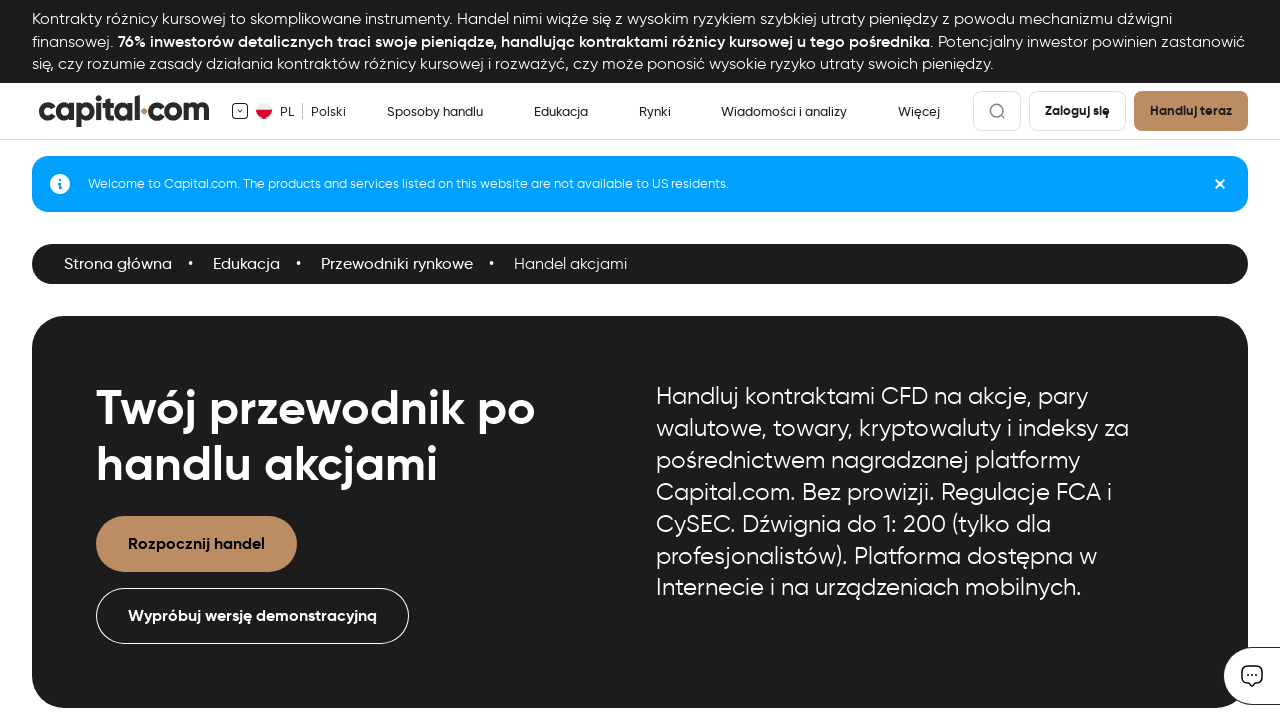 Kontrakty różnicy kursowej to skomplikowane instrumenty. Handel nimi wiąże się z wysokim ryzykiem szybkiej utraty pieniędzy z powodu mechanizmu dźwigni
finansowej. 76% inwestorów detalicznych traci swoje pieniądze, handlując kontraktami różnicy kursowej u tego pośrednika. Potencjalny inwestor powinien zastanowić
się, czy rozumie zasady działania kontraktów różnicy kursowej i rozważyć, czy może ponosić wysokie ryzyko utraty swoich pieniędzy.
capital.com PL Polski Sposoby handlu Edukacja Rynki Wiadomości i analizy Więcej Zaloguj się Handluj teraz
Welcome to Capital.com. The products and services listed on this website are not available to US residents.
Strona główna • Edukacja • Przewodniki rynkowe • Handel akcjami
Twój przewodnik po
handlu akcjami
Rozpocznij handel
Wypróbuj wersję demonstracyjną
Handluj kontraktami CFD na akcje, pary
walutowe, towary, kryptowaluty i indeksy za
pośrednictwem nagradzanej platformy
Capital.com. Bez prowizji. Regulacje FCA i
CySEC. Dźwignia do 1: 200 (tylko dla
profesjonalistów). Platforma dostępna w
Internecie i na urządzeniach mobilnych.